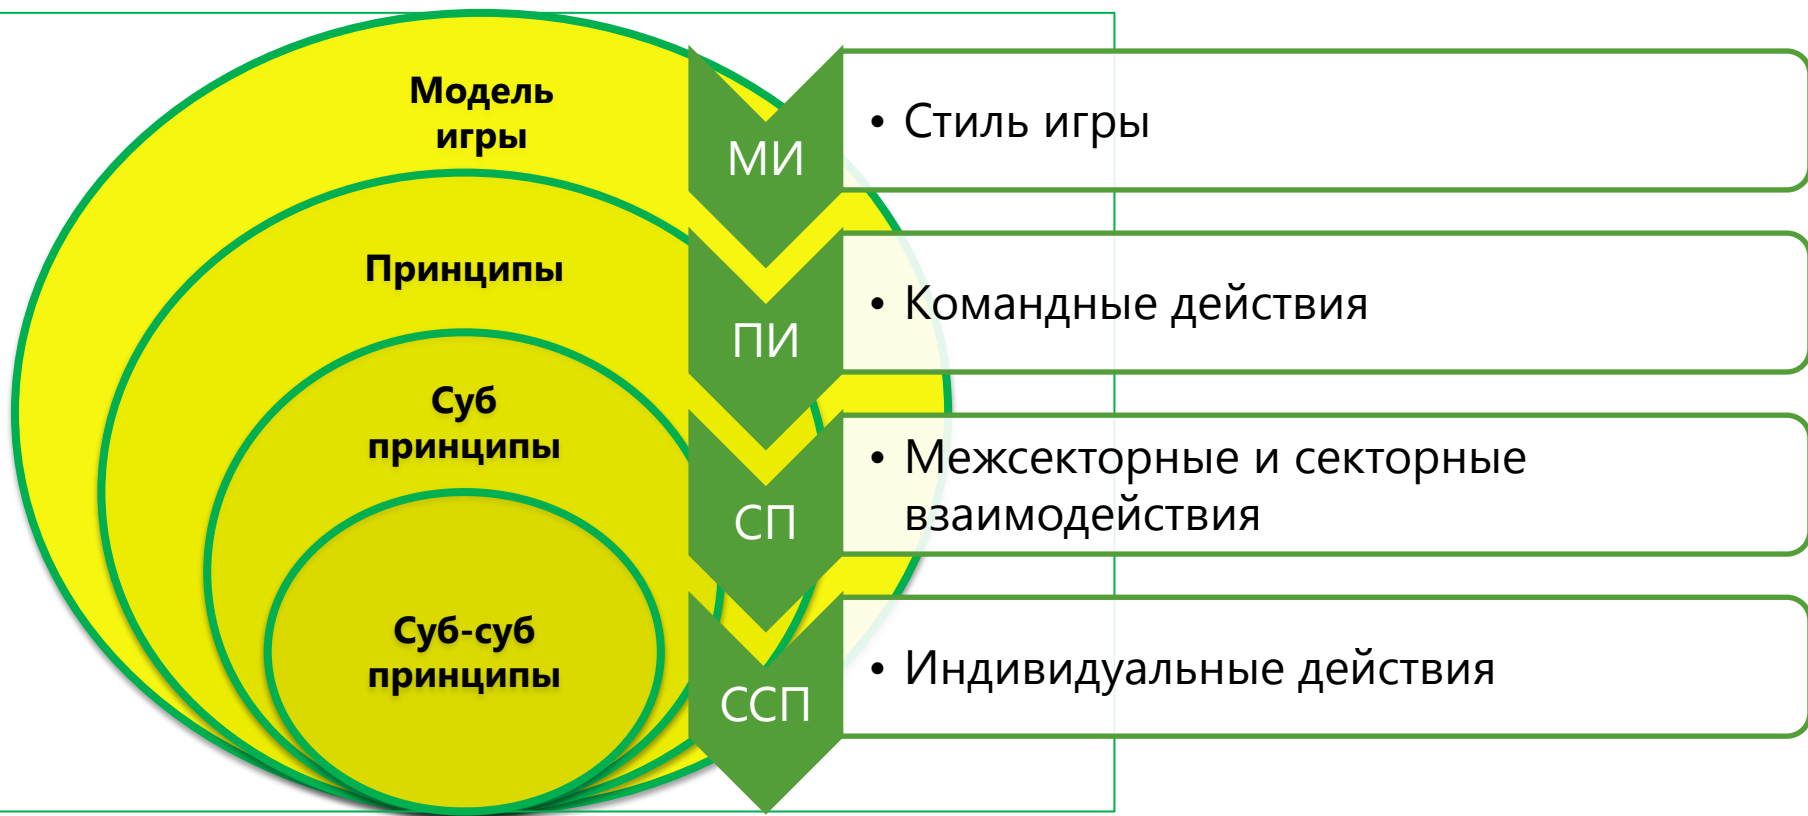 Модель
игры
Принципы
Суб
принципы
Суб-суб
принципы
МИ
• Стиль игры
ПИ
• Командные действия
СП
• Межсекторные и секторные
взаимодействия
ССП
• Индивидуальные действия